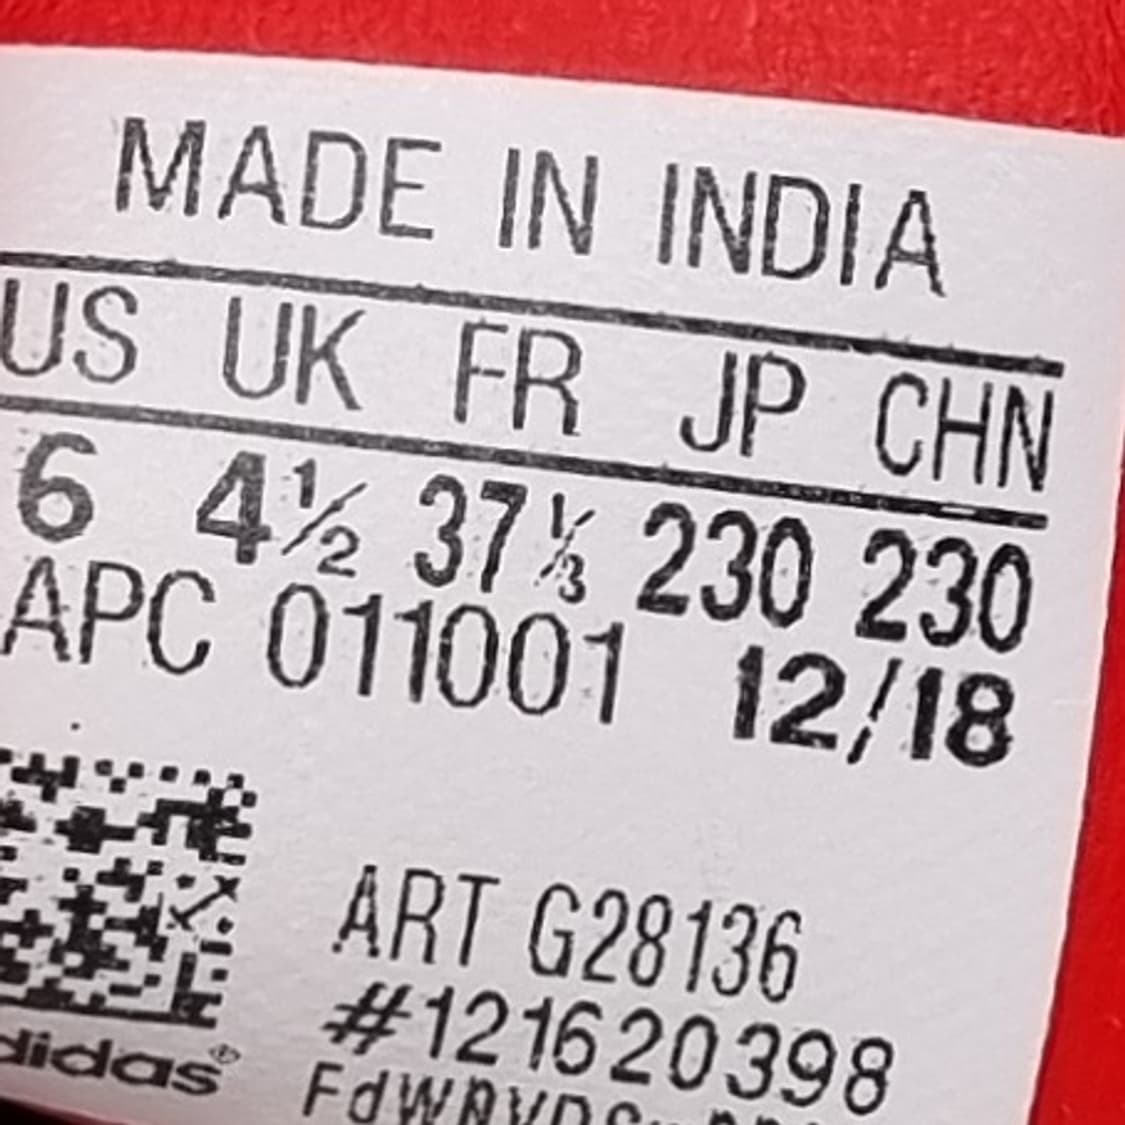 MADE IN INDIA
US UK FR JP CHN
6 4½ 37⅓ 230 230
APC 011001 12/18
ART G28136
#121620398
adidas®